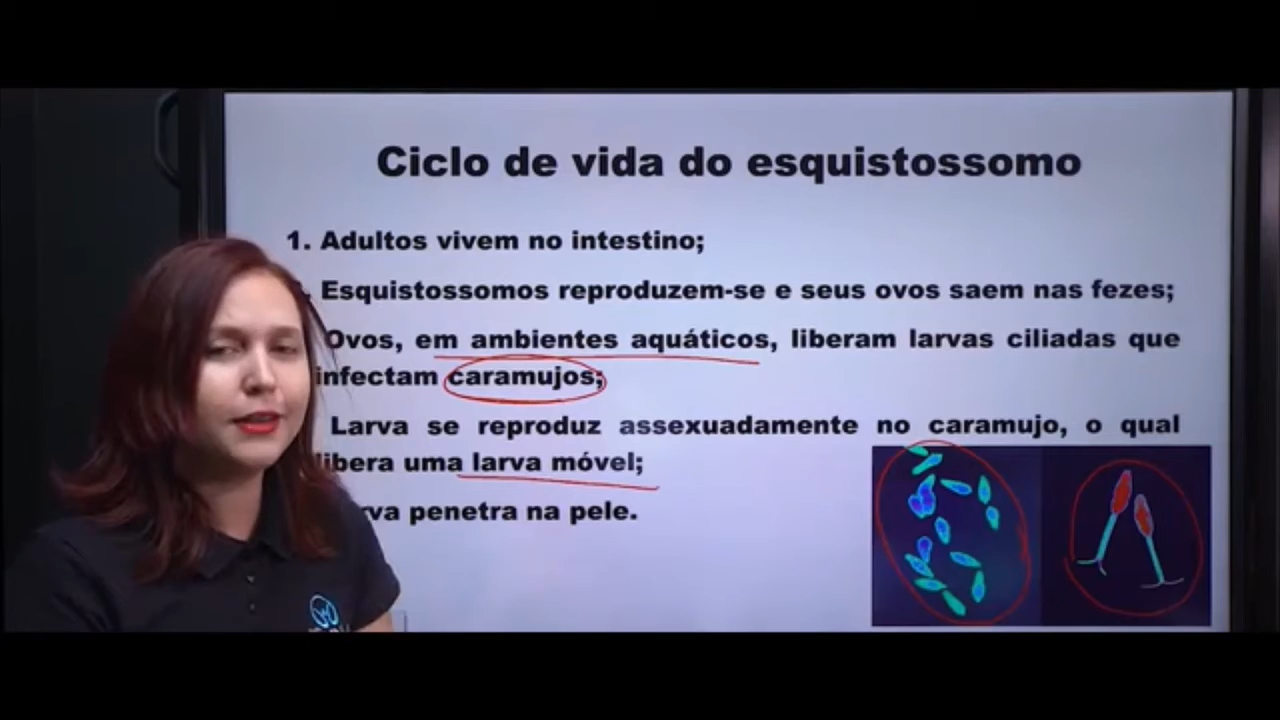 Ciclo de vida do esquistossomo
1. Adultos vivem no intestino;
Esquistossomos reproduzem-se e seus ovos saem nas fezes;
Ovos, em ambientes aquáticos, liberam larvas ciliadas que
infectam caramujos;
Larva se reproduz assexuadamente no caramujo, o qual
libera uma larva móvel;
penetra na pele.